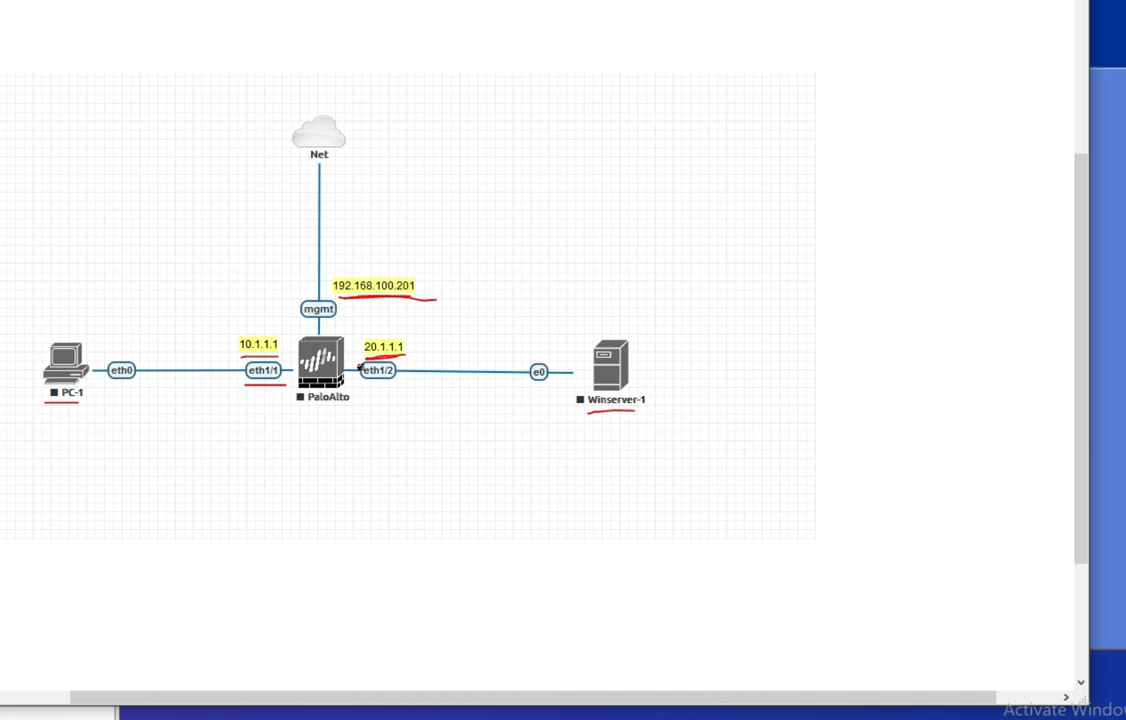 Net
192.168.100.201
mgmt
10.1.1.1
20.1.1.1
eth0
eth1/1
eth1/2
e0
PC-1
PaloAlto
Winserver-1
Activate Windo